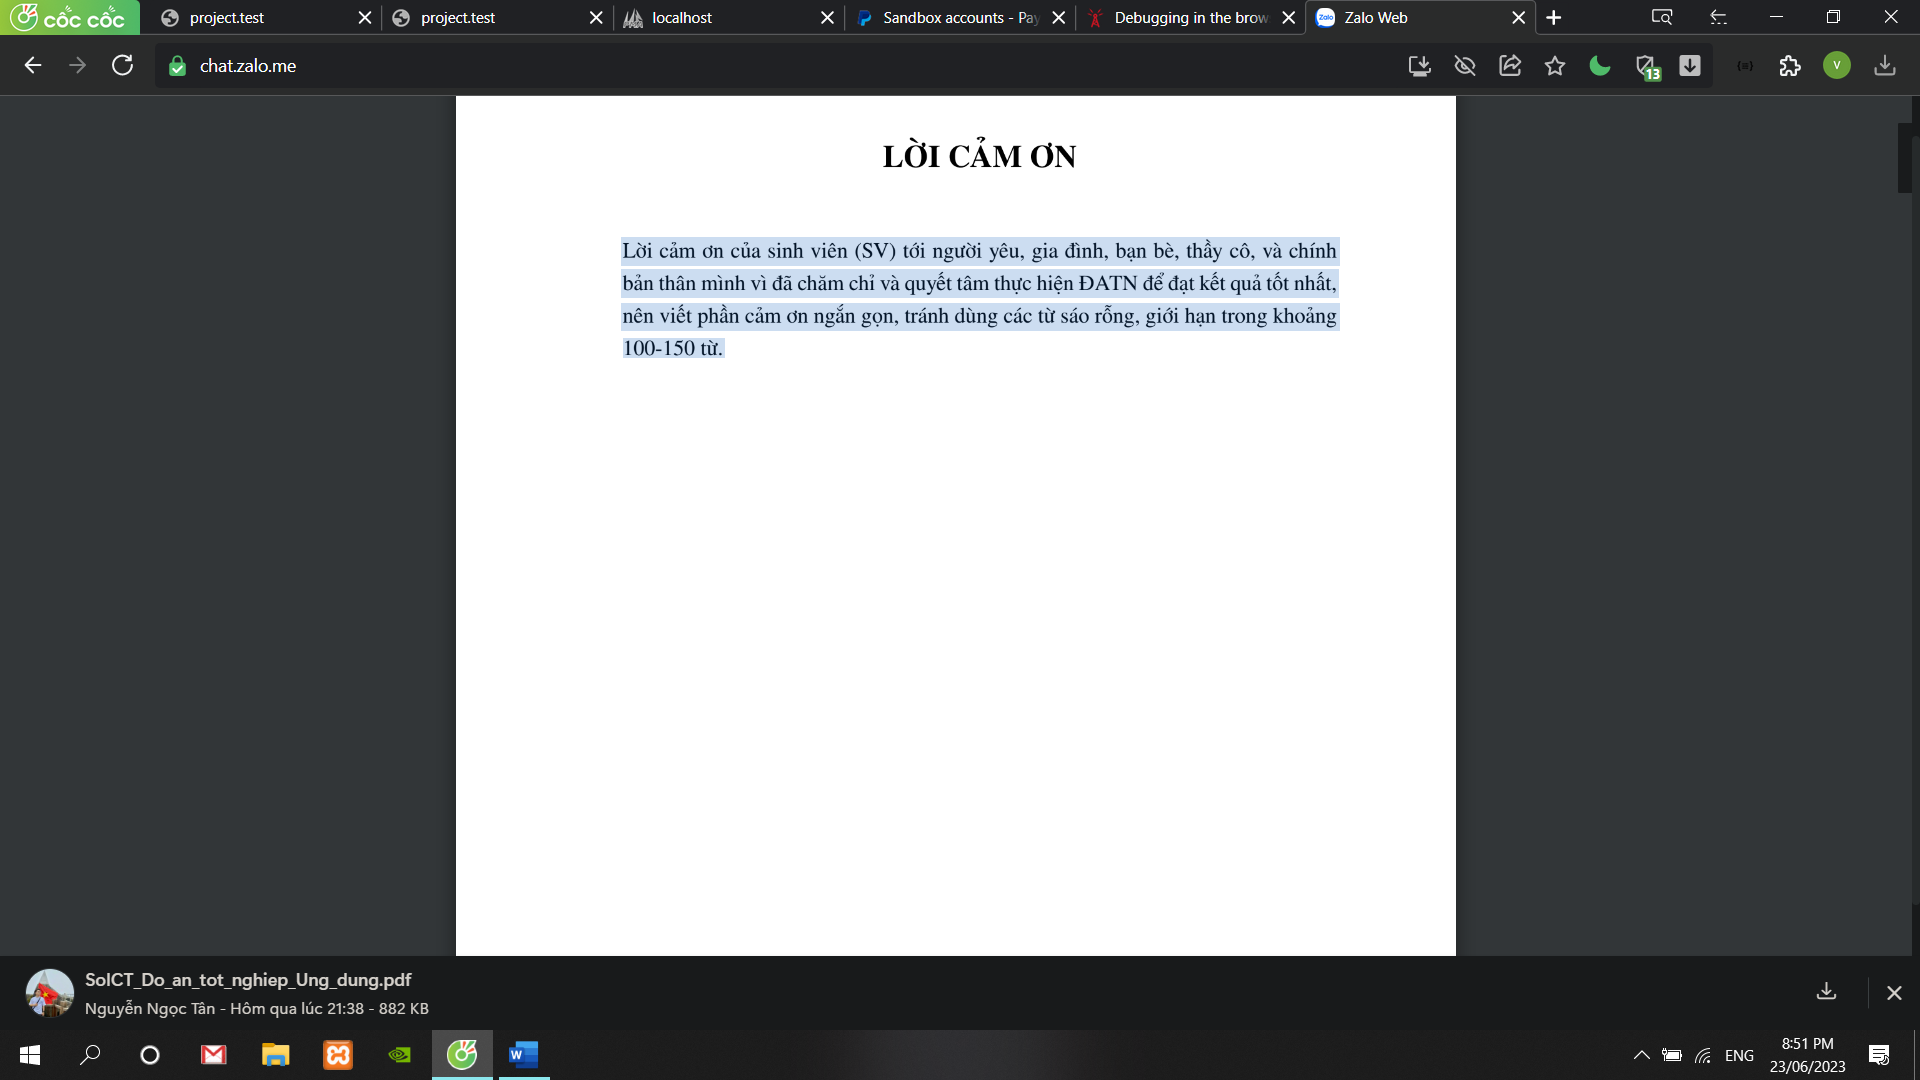 cốc cốc
project.test
project.test
localhost
Sandbox accounts - Pay
Debugging in the brow
Zalo Web
chat.zalo.me
13
V
LỜI CẢM ƠN
Lời cảm ơn của sinh viên (SV) tới người yêu, gia đình, bạn bè, thầy cô, và chính
bản thân mình vì đã chăm chỉ và quyết tâm thực hiện ĐATN để đạt kết quả tốt nhất,
nên viết phần cảm ơn ngắn gọn, tránh dùng các từ sáo rỗng, giới hạn trong khoảng
100-150 từ.
SoICT_Do_an_tot_nghiep_Ung_dung.pdf
Nguyễn Ngọc Tân - Hôm qua lúc 21:38 - 882 KB
ENG
8:51 PM
23/06/2023